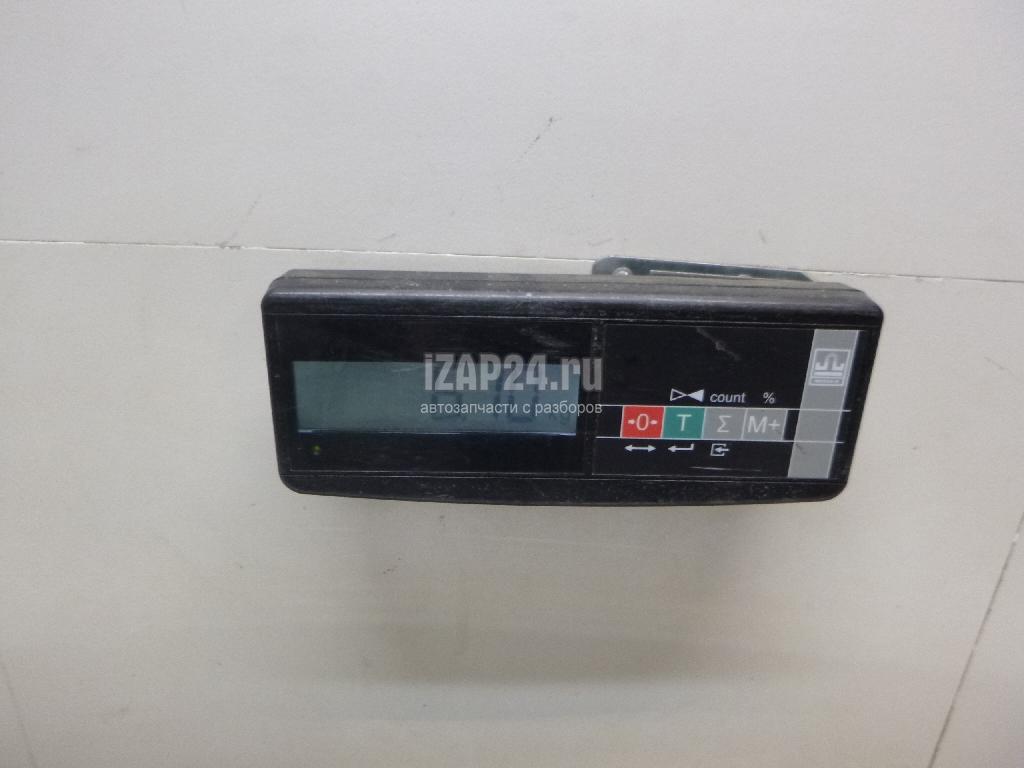 iZAP24.ru
автозапчасти с разборов
count %
→0← T Σ M+